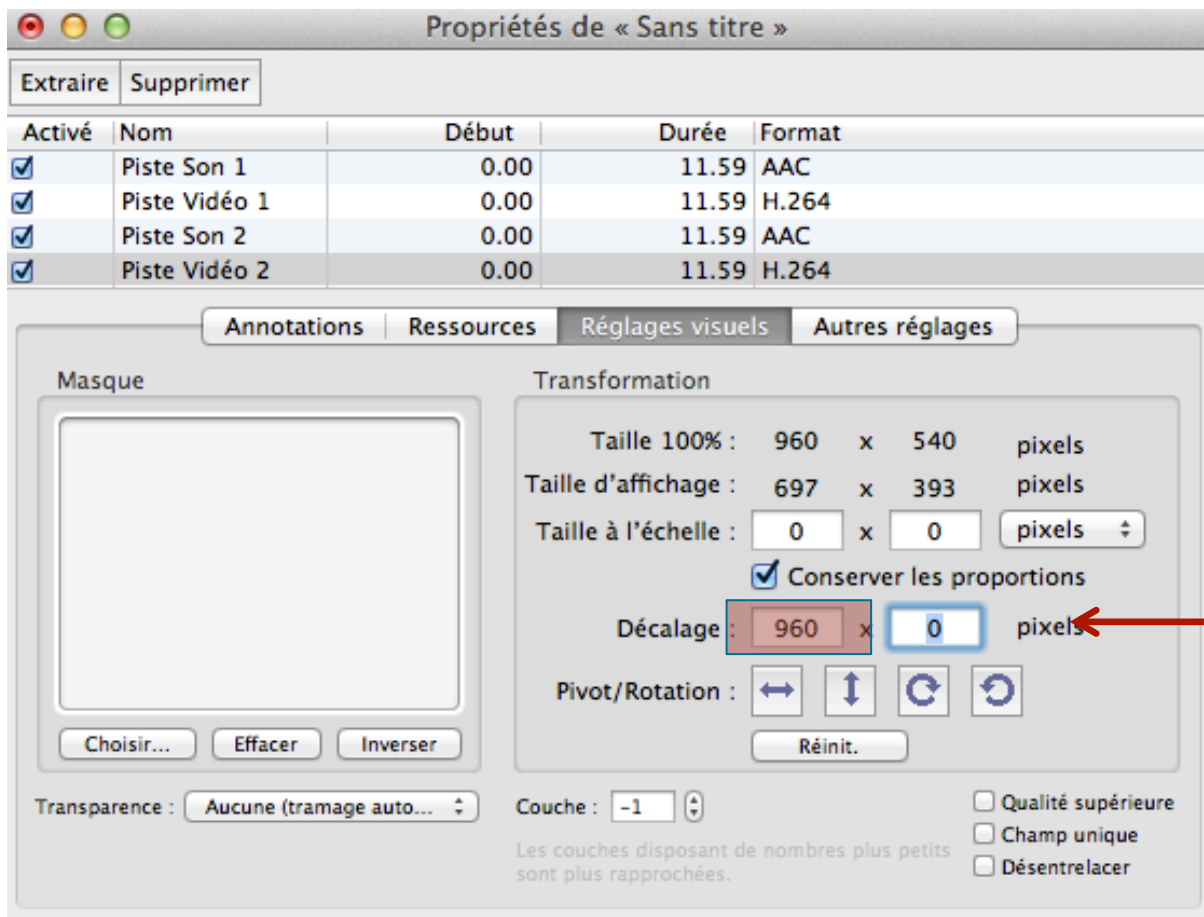 Propriétés de « Sans titre »
Extraire Supprimer
Activé Nom Début Durée Format
Piste Son 1 0.00 11.59 AAC
Piste Vidéo 1 0.00 11.59 H.264
Piste Son 2 0.00 11.59 AAC
Piste Vidéo 2 0.00 11.59 H.264
Annotations Ressources Réglages visuels Autres réglages
Masque
Choisir... Effacer Inverser
Transformation
Taille 100% : 960 x 540 pixels
Taille d'affichage : 697 x 393 pixels
Taille à l'échelle : 0 x 0 pixels
Conserver les proportions
Décalage : 960 x 0 pixels
Pivot/Rotation :
Réinit.
Transparence : Aucune (tramage auto...
Couche : -1
Les couches disposant de nombres plus petits
sont plus rapprochées.
Qualité supérieure
Champ unique
Désentrelacer